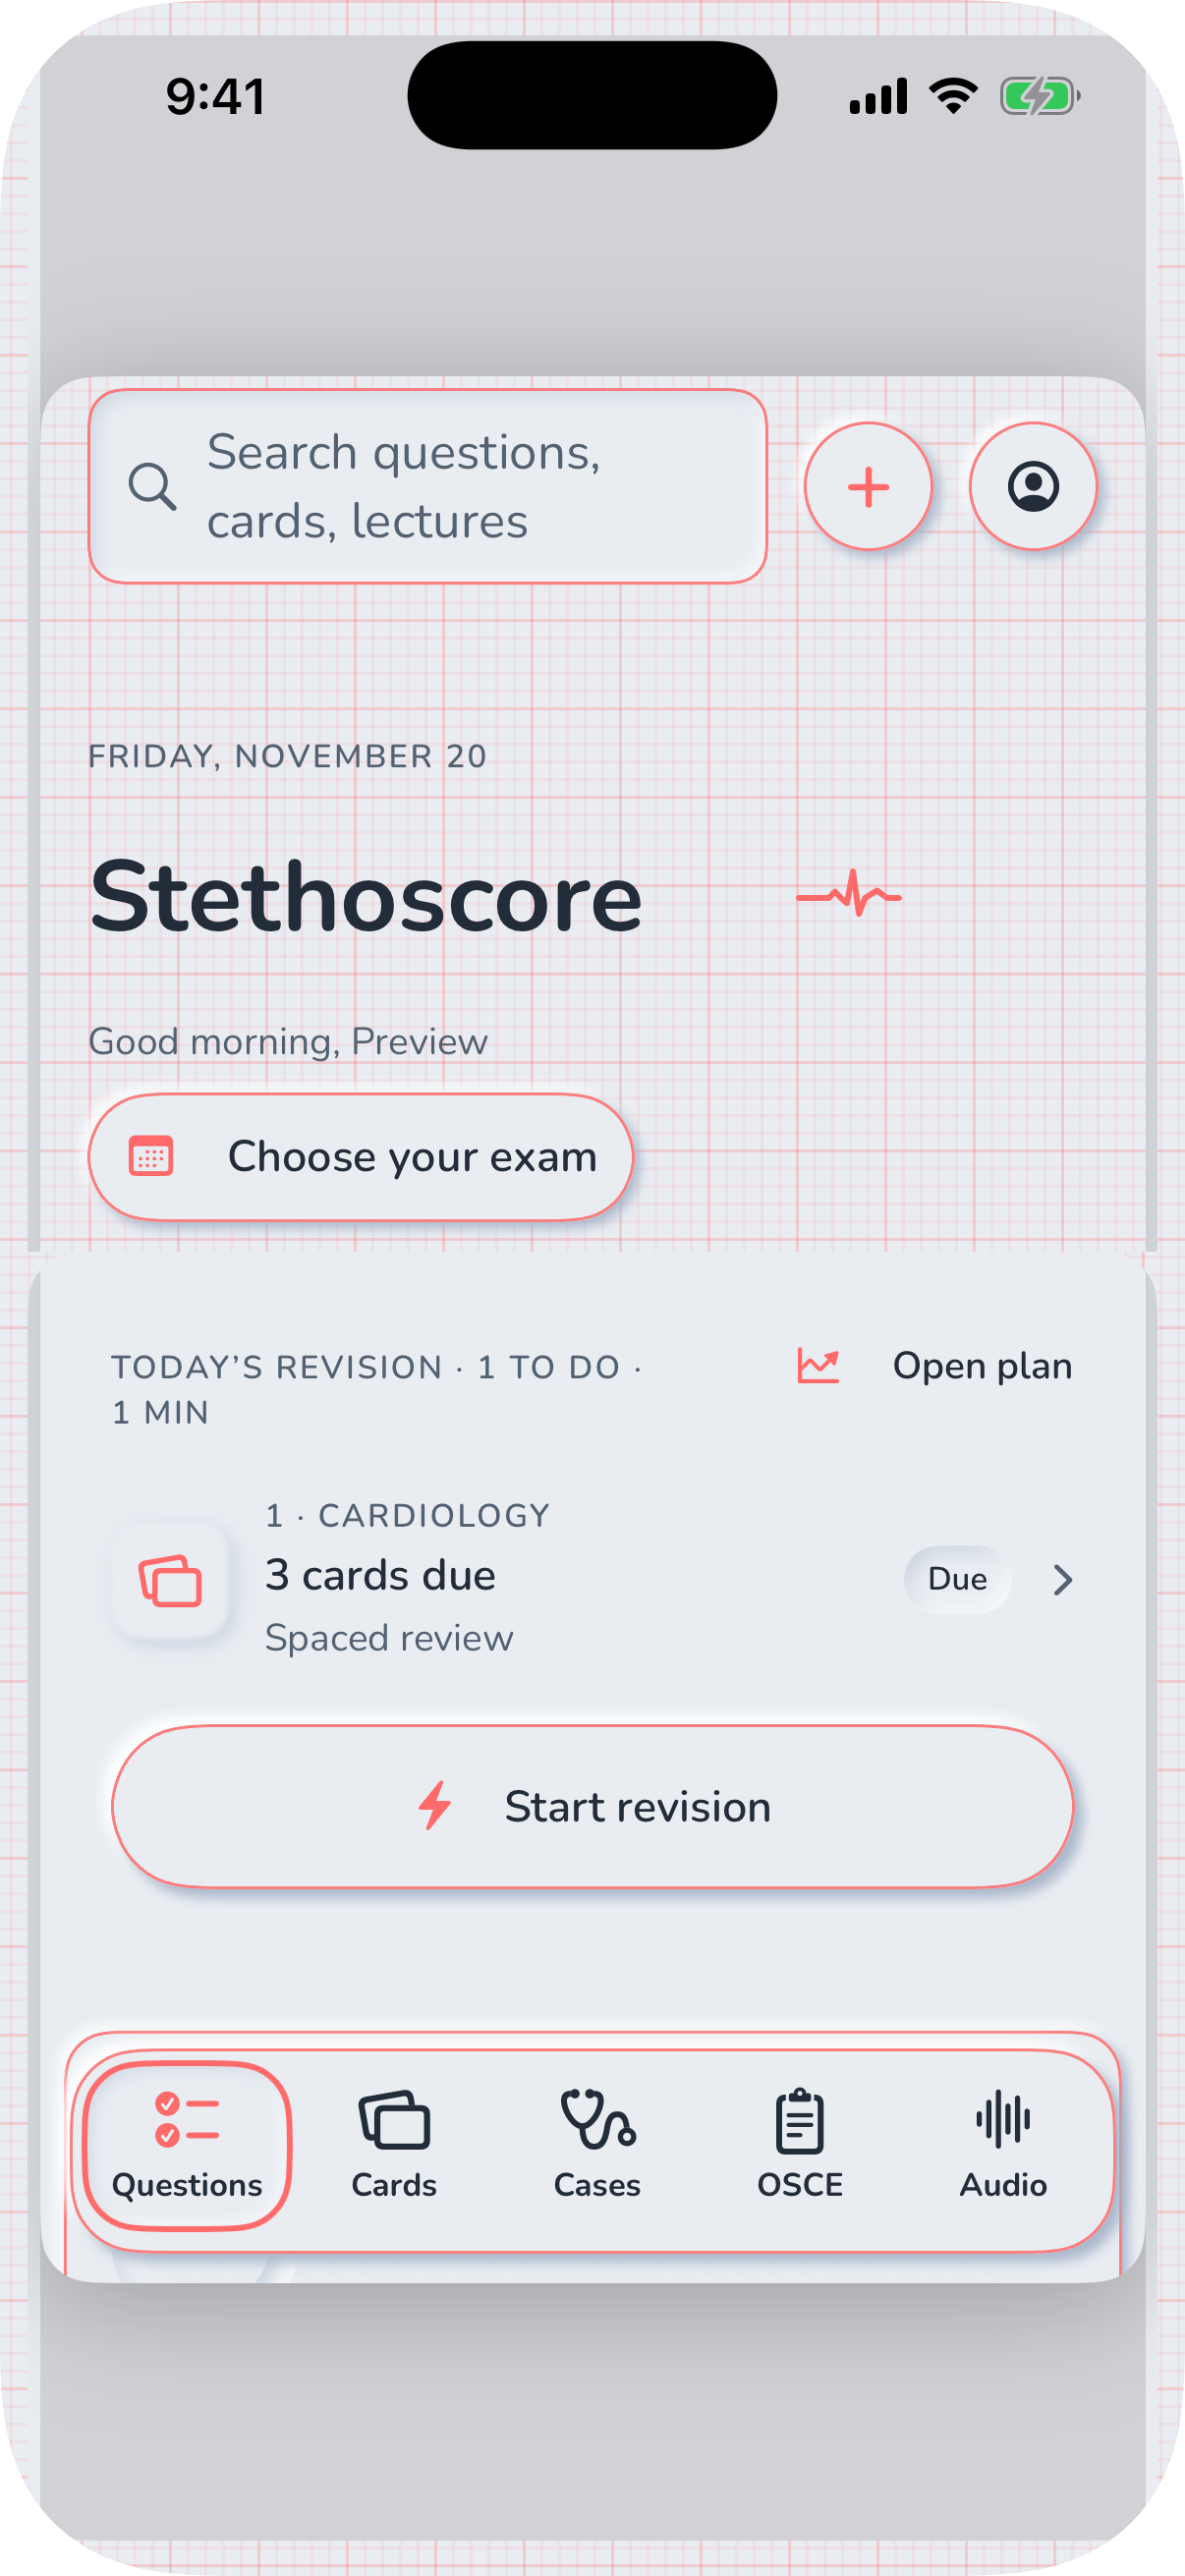 9:41
Search questions,
cards, lectures
FRIDAY, NOVEMBER 20
Stethoscore
Good morning, Preview
Choose your exam
TODAY’S REVISION · 1 TO DO ·
1 MIN
Open plan
1 · CARDIOLOGY
3 cards due
Spaced review
Due
Start revision
Questions
Cards
Cases
OSCE
Audio